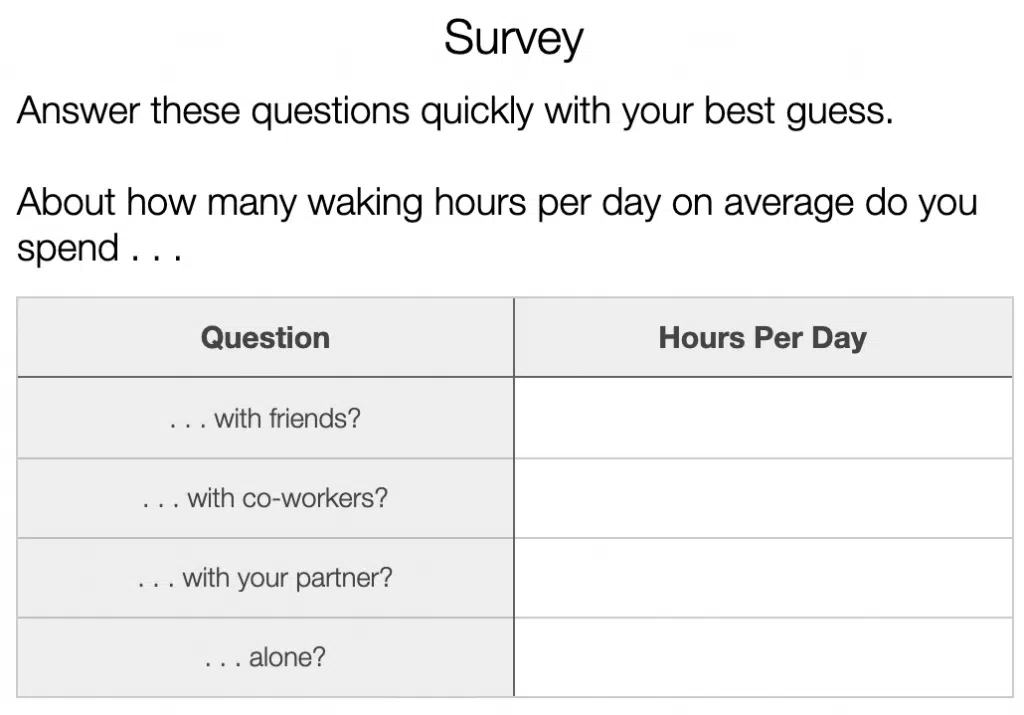 Survey
Answer these questions quickly with your best guess.
About how many waking hours per day on average do you
spend . . .
Question Hours Per Day
. . . with friends?
. . . with co-workers?
. . . with your partner?
. . . alone?